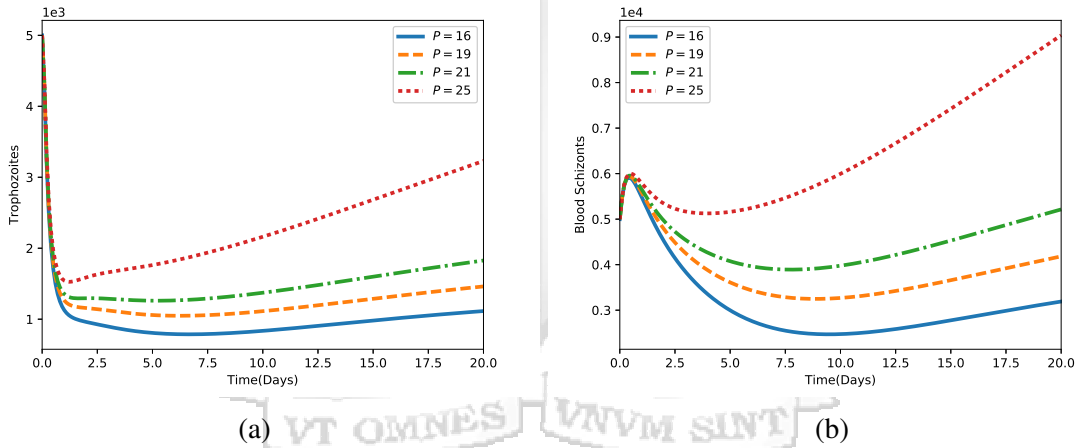 1e3
5
4
3
2
1
Trophozoites
P = 16
P = 19
P = 21
P = 25
0.0 2.5 5.0 7.5 10.0 12.5 15.0 17.5 20.0
Time(Days)
(a)
1e4
0.9
0.8
0.7
0.6
0.5
0.4
0.3
Blood Schizonts
P = 16
P = 19
P = 21
P = 25
0.0 2.5 5.0 7.5 10.0 12.5 15.0 17.5 20.0
Time(Days)
(b)
VT OMNES VNVM SINT